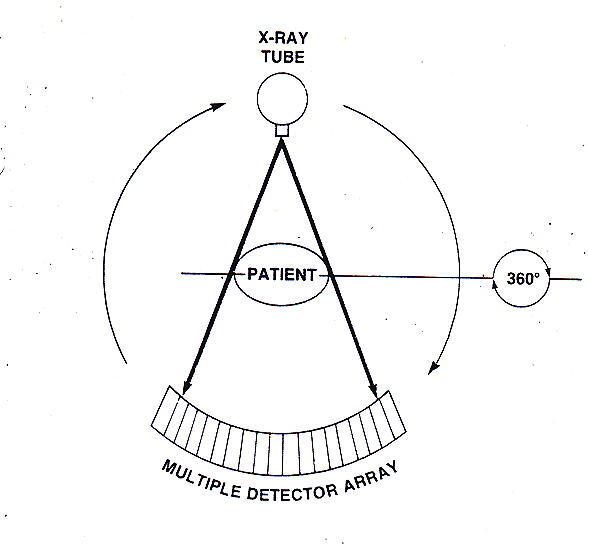 X-RAY
TUBE
PATIENT
360°
MULTIPLE DETECTOR ARRAY